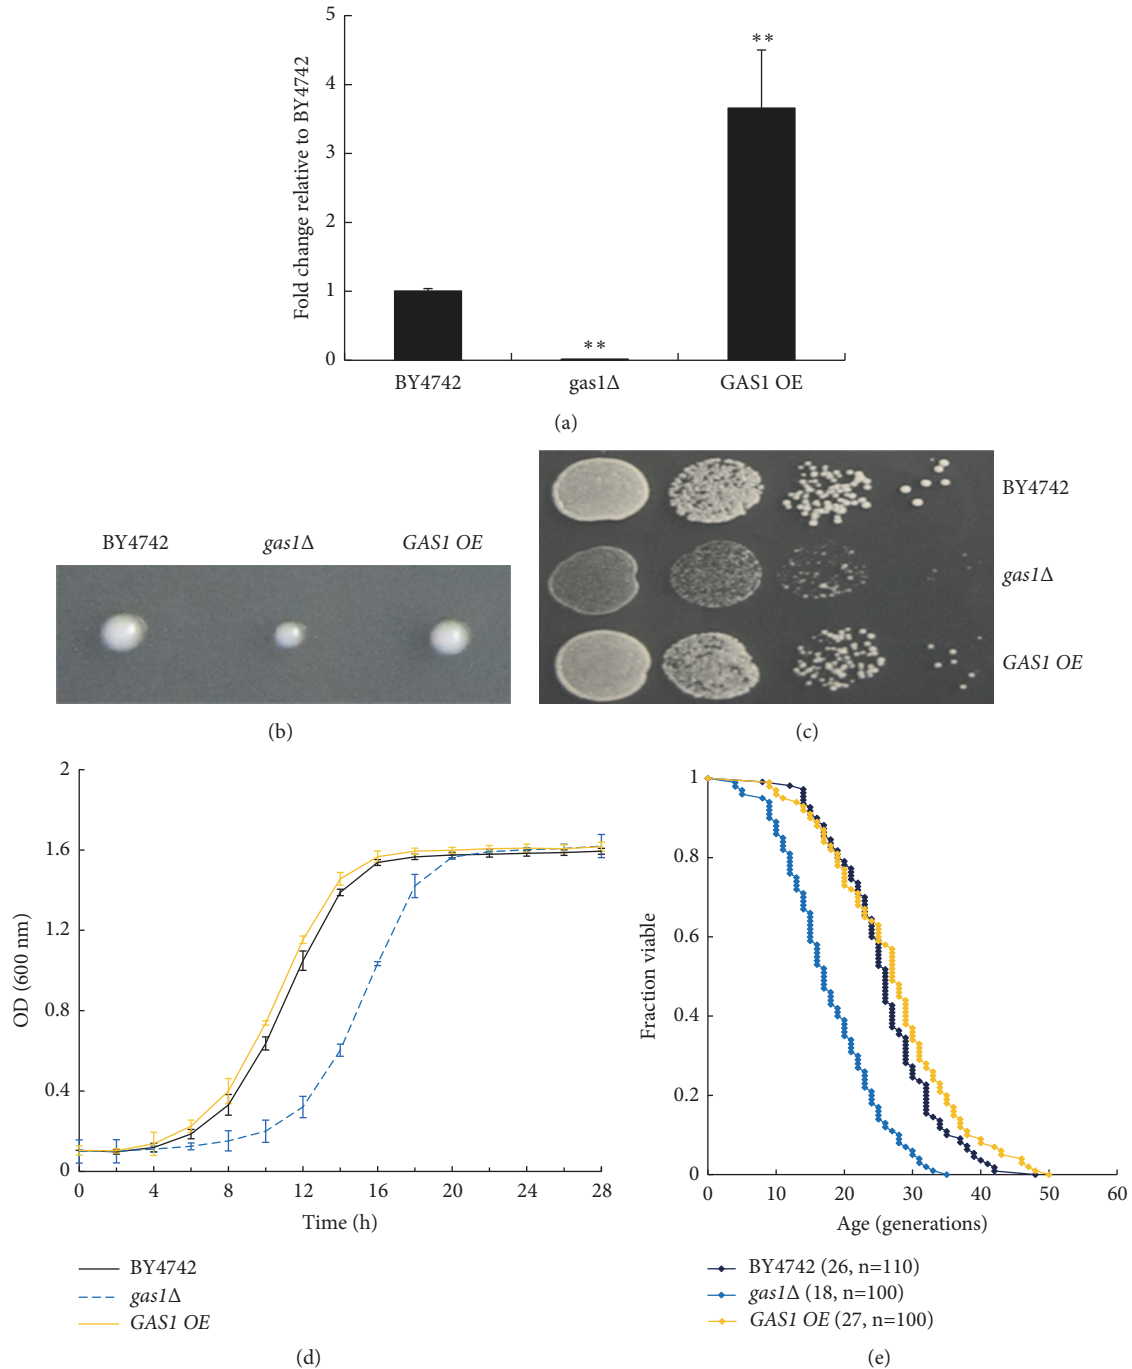 5
4
3
2
1
0
Fold change relative to BY4742
**
**
BY4742 gas1Δ GAS1 OE
(a)
BY4742 gas1Δ GAS1 OE
(b)
BY4742
gas1Δ
GAS1 OE
(c)
2
1.6
1.2
0.8
0.4
0
OD (600 nm)
0 4 8 12 16 20 24 28
Time (h)
BY4742
gas1Δ
GAS1 OE
(d)
1
0.8
0.6
0.4
0.2
0
Fraction viable
0 10 20 30 40 50 60
Age (generations)
BY4742 (26, n=110)
gas1Δ (18, n=100)
GAS1 OE (27, n=100)
(e)